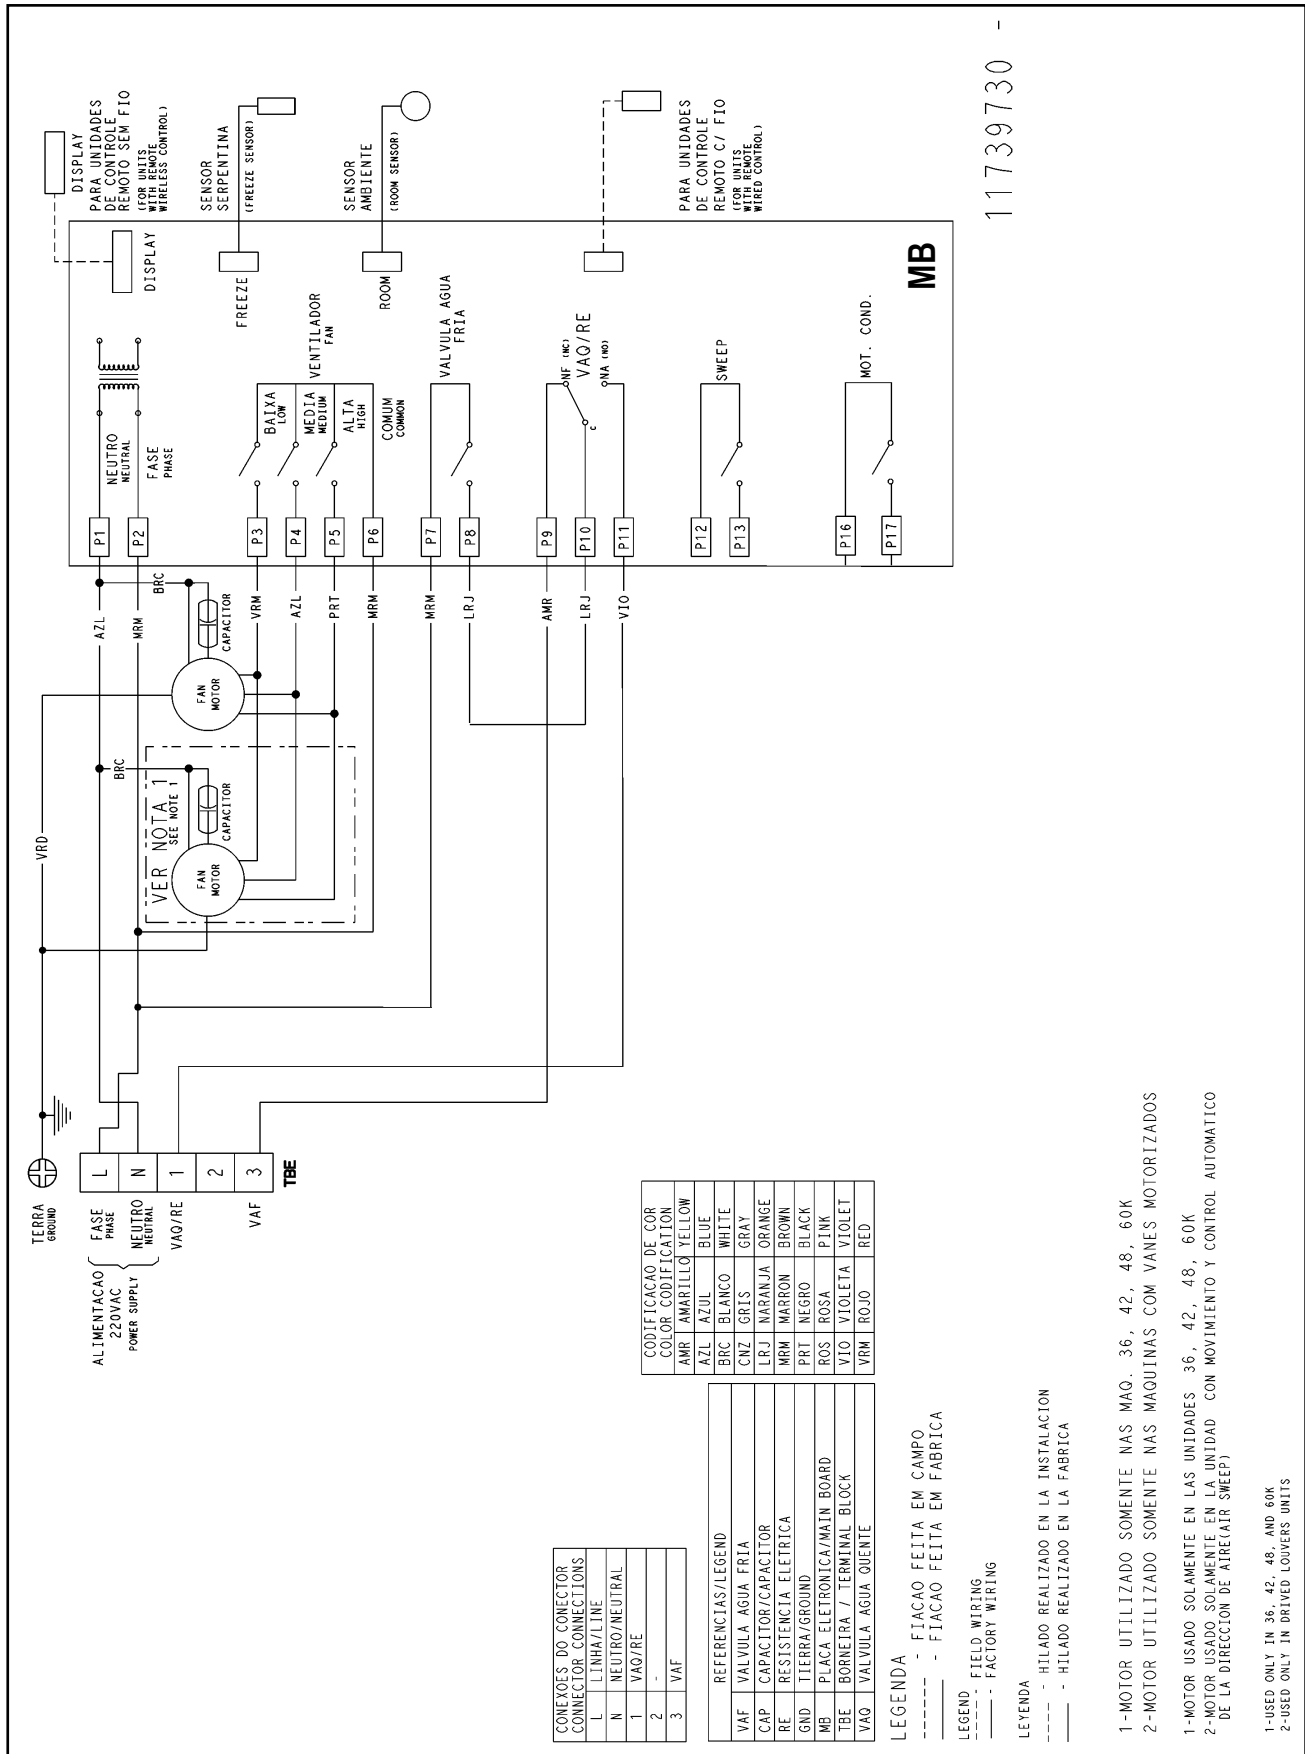 11739730 -
DISPLAY
PARA UNIDADES
DE CONTROLE
REMOTO SEM FIO
(FOR UNITS
WITH REMOTE
WIRELESS CONTROL)
SENSOR
SERPENTINA
(FREEZE SENSOR)
SENSOR
AMBIENTE
(ROOM SENSOR)
PARA UNIDADES
DE CONTROLE
REMOTO C/ FIO
(FOR UNITS
WITH REMOTE
WIRED CONTROL)
DISPLAY
FREEZE
ROOM
MB
NEUTRO
NEUTRAL
FASE
PHASE
BAIXA
LOW
MEDIA
MEDIUM
ALTA
HIGH
COMUM
COMMON
VENTILADOR
FAN
VALVULA AGUA
FRIA
NF (NC)
VAQ/RE
NA (NO)
C
SWEEP
MOT. COND.
P1
P2
P3
P4
P5
P6
P7
P8
P9
P10
P11
P12
P13
P16
P17
AZL
BRC
MRM
VRM
AZL
PRT
MRM
MRM
LRJ
AMR
LRJ
VIO
CAPACITOR
FAN
MOTOR
VRD
BRC
VER NOTA 1
SEE NOTE 1
CAPACITOR
FAN
MOTOR
TERRA
GROUND
ALIMENTACAO
220VAC
POWER SUPPLY
FASE
PHASE
NEUTRO
NEUTRAL
VAQ/RE
VAF
L
N
1
2
3
TBE
CODIFICACAO DE COR
COLOR CODIFICATION
AMR AMARILLO YELLOW
AZL AZUL BLUE
BRC BLANCO WHITE
CNZ GRIS GRAY
LRJ NARANJA ORANGE
MRM MARRON BROWN
PRT NEGRO BLACK
ROS ROSA PINK
VIO VIOLETA VIOLET
VRM ROJO RED
CONEXOES DO CONECTOR
CONNECTOR CONNECTIONS
L LINHA/LINE
N NEUTRO/NEUTRAL
1 VAQ/RE
2 -
3 VAF
REFERENCIAS/LEGEND
VAF VALVULA AGUA FRIA
CAP CAPACITOR/CAPACITOR
RE RESISTENCIA ELETRICA
GND TIERRA/GROUND
MB PLACA ELETRONICA/MAIN BOARD
TBE BORNEIRA / TERMINAL BLOCK
VAQ VALVULA AGUA QUENTE
LEGENDA
------ - FIACAO FEITA EM CAMPO
- FIACAO FEITA EM FABRICA
LEGEND
----- - FIELD WIRING
- FACTORY WIRING
LEYENDA
---- - HILADO REALIZADO EN LA INSTALACION
- HILADO REALIZADO EN LA FABRICA
1-MOTOR UTILIZADO SOMENTE NAS MAQ. 36, 42, 48, 60K
2-MOTOR UTILIZADO SOMENTE NAS MAQUINAS COM VANES MOTORIZADOS
1-MOTOR USADO SOLAMENTE EN LAS UNIDADES 36, 42, 48, 60K
2-MOTOR USADO SOLAMENTE EN LA UNIDAD CON MOVIMIENTO Y CONTROL AUTOMATICO
DE LA DIRECCION DE AIRE(AIR SWEEP)
1-USED ONLY IN 36, 42, 48, AND 60K
2-USED ONLY IN DRIVED LOUVERS UNITS